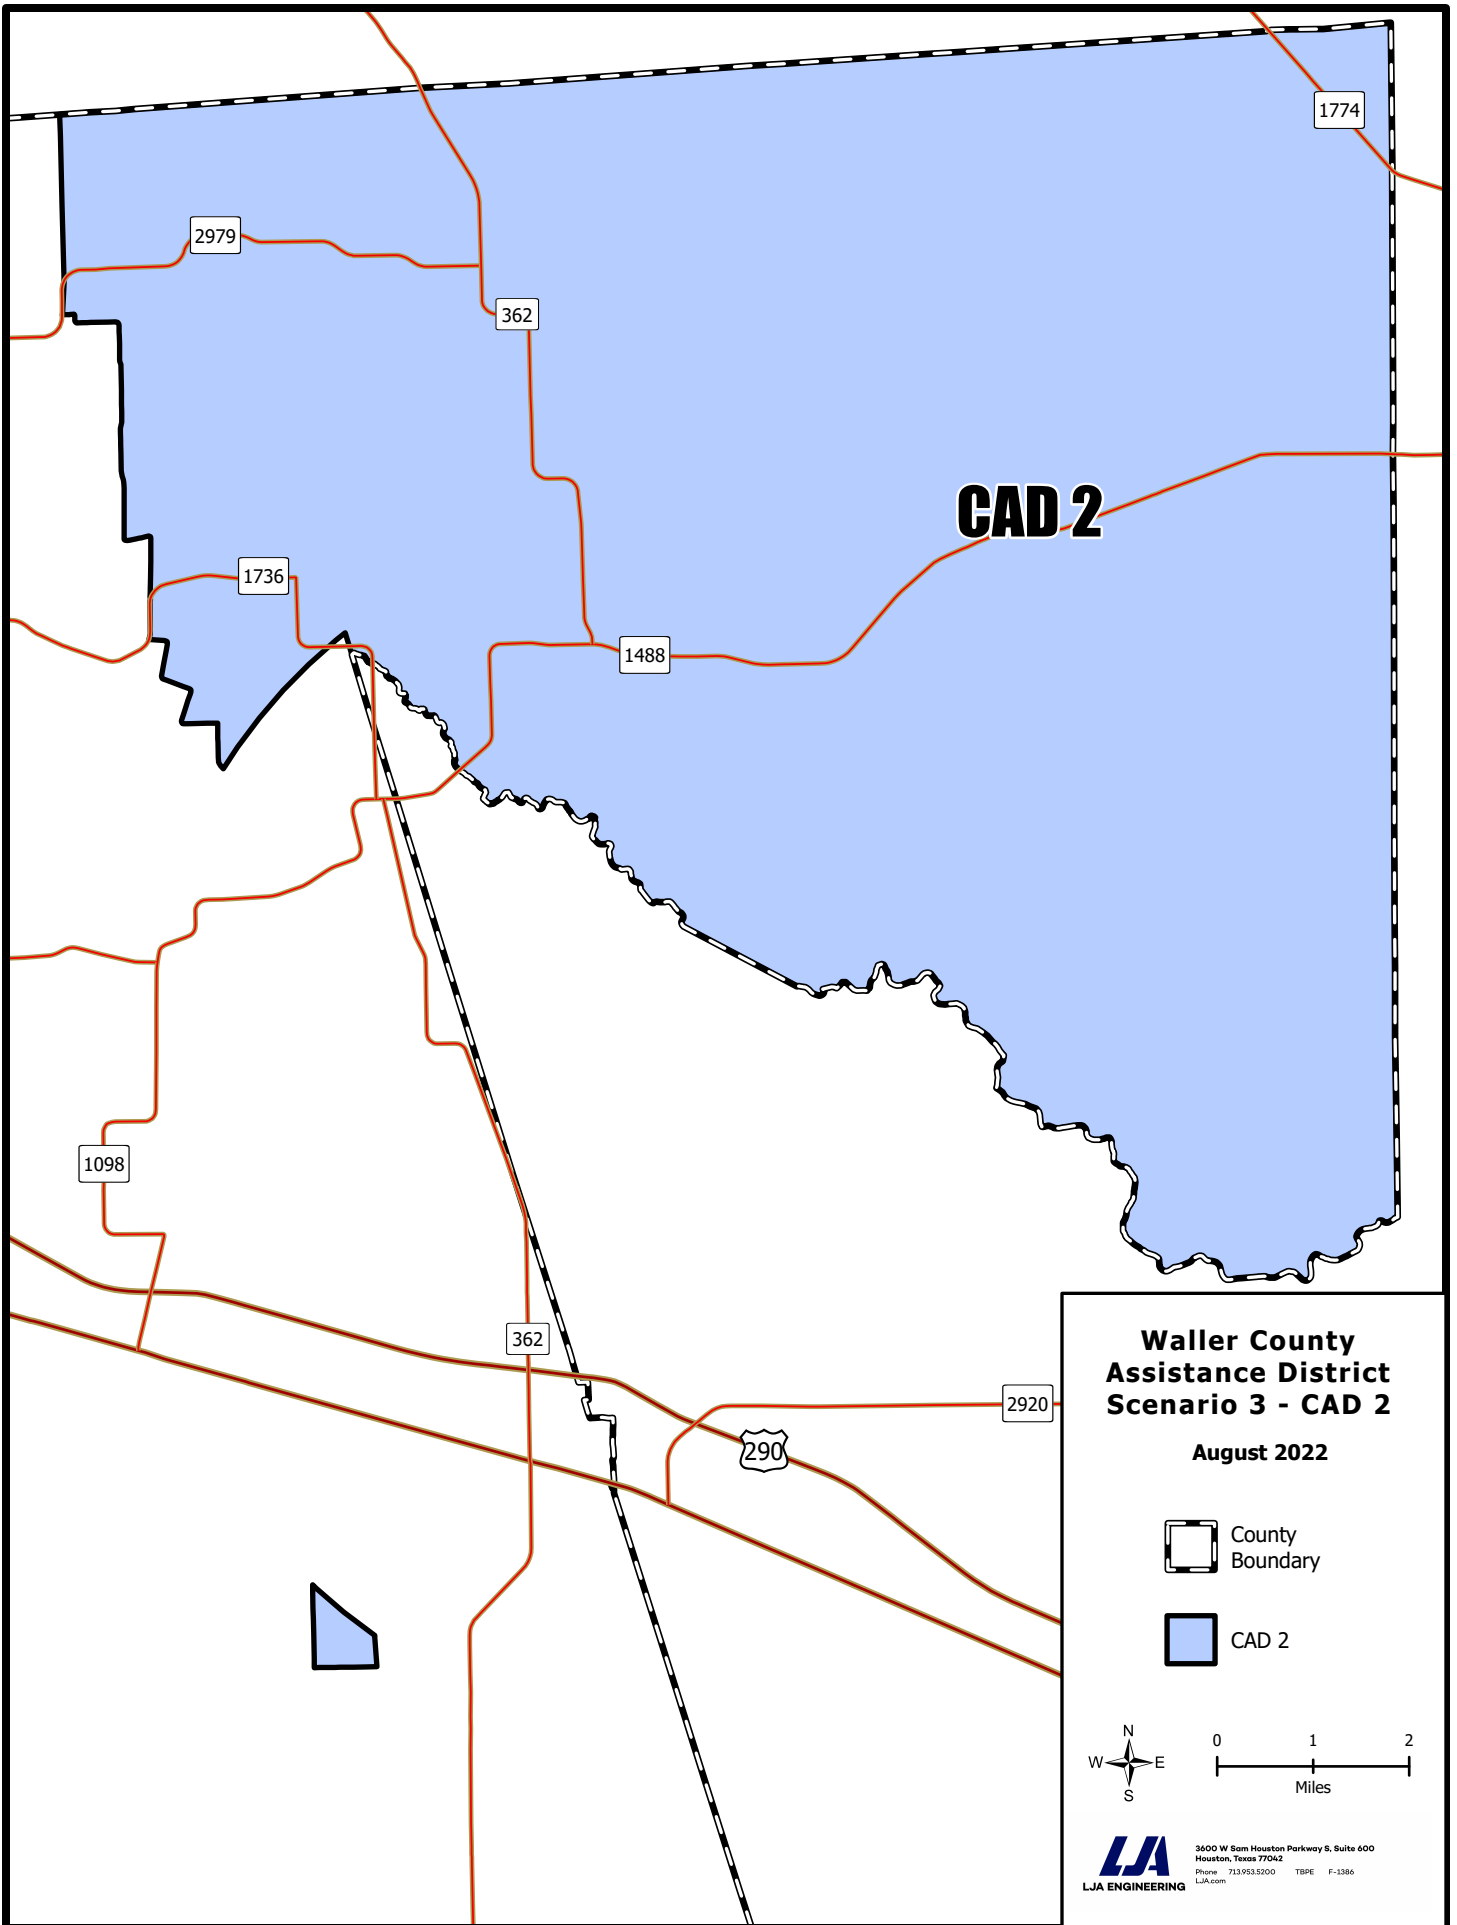 1774
2979
362
CAD 2
1736
1488
1098
362
2920
290
Waller County
Assistance District
Scenario 3 - CAD 2
August 2022
County
Boundary
CAD 2
N
W E
S
0 1 2
Miles
LJA
LJA ENGINEERING
3600 W Sam Houston Parkway S, Suite 600
Houston, Texas 77042
Phone 713.953.5200 TBPE F-1386
LJA.com